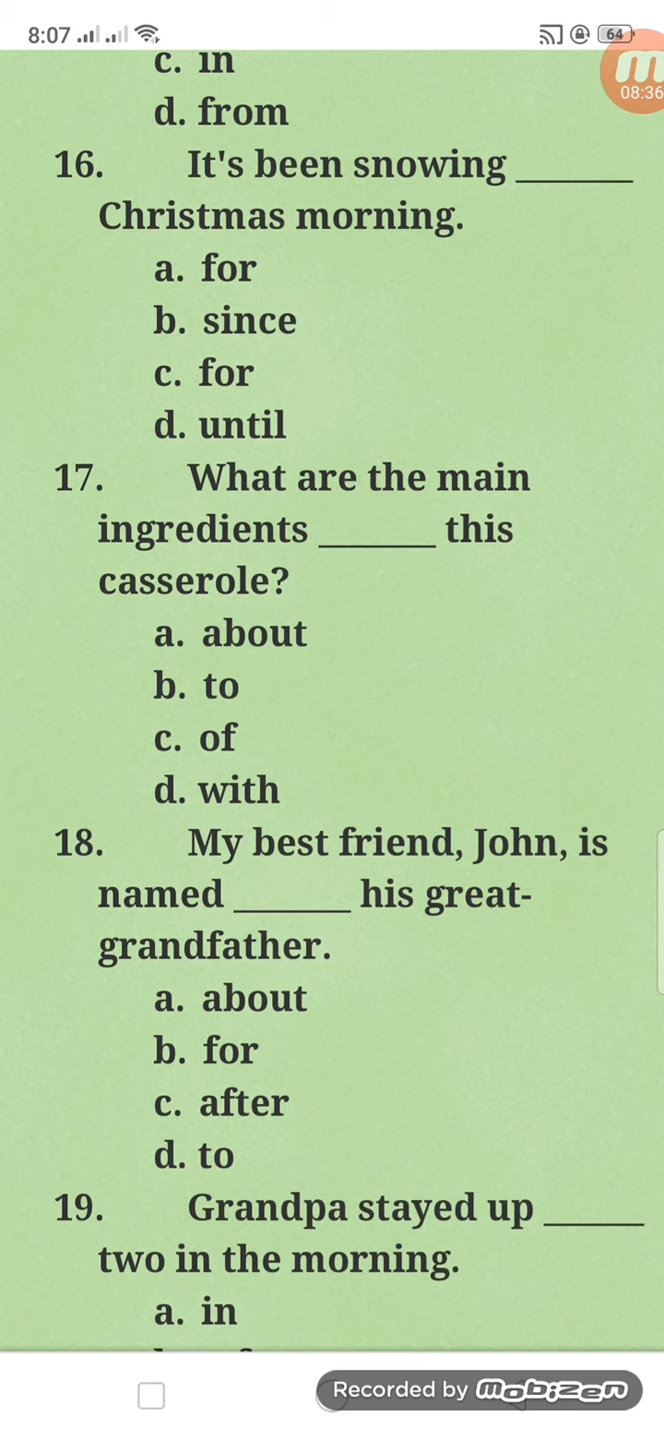 8:07
64
08:36
c. in
d. from
16. It's been snowing ______
Christmas morning.
a. for
b. since
c. for
d. until
17. What are the main
ingredients ______ this
casserole?
a. about
b. to
c. of
d. with
18. My best friend, John, is
named ______ his great-
grandfather.
a. about
b. for
c. after
d. to
19. Grandpa stayed up ______
two in the morning.
a. in
Recorded by mobizen